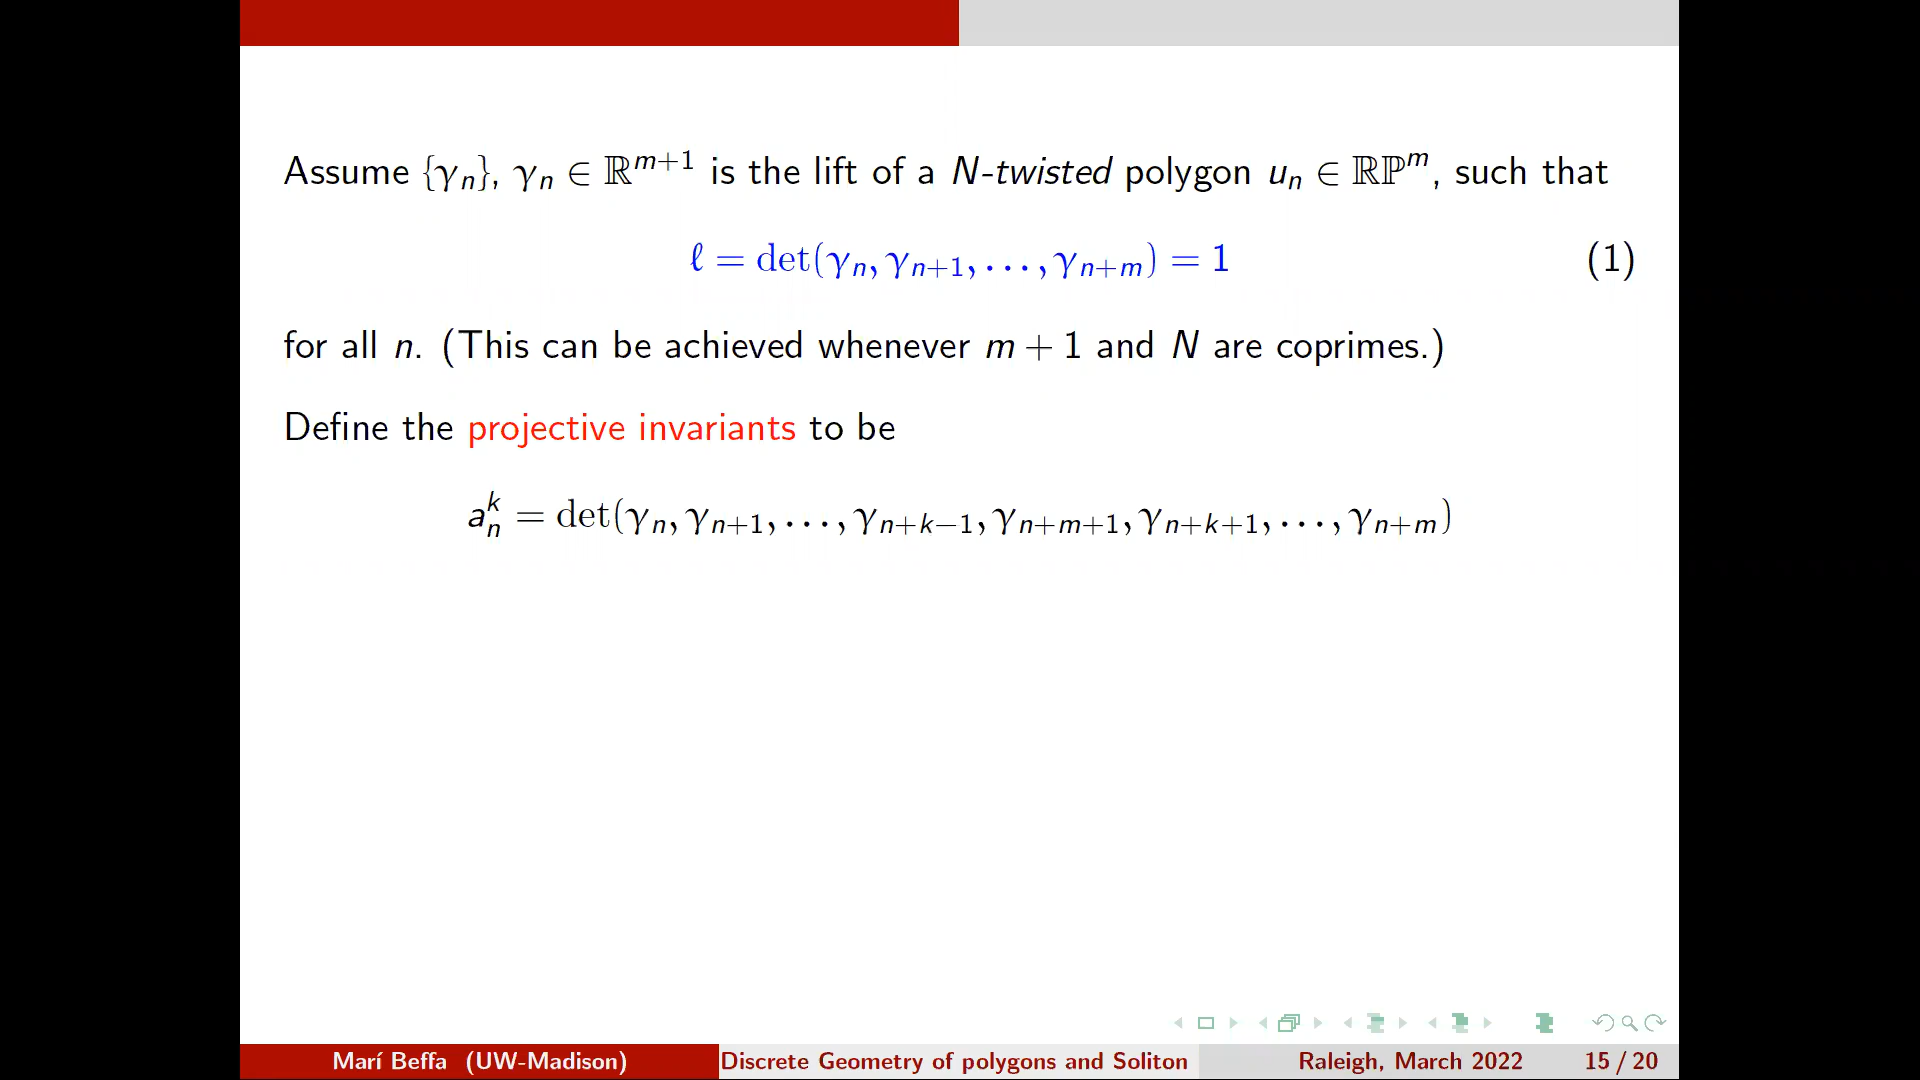 Assume {γ_n}, γ_n ∈ ℝ^{m+1} is the lift of a N-twisted polygon u_n ∈ ℝℙ^m, such that
ℓ = det(γ_n, γ_{n+1}, . . . , γ_{n+m}) = 1 (1)
for all n. (This can be achieved whenever m + 1 and N are coprimes.)
Define the projective invariants to be
a_n^k = det(γ_n, γ_{n+1}, . . . , γ_{n+k−1}, γ_{n+m+1}, γ_{n+k+1}, . . . , γ_{n+m})
Marí Beffa (UW-Madison) Discrete Geometry of polygons and Soliton Raleigh, March 2022 15 / 20